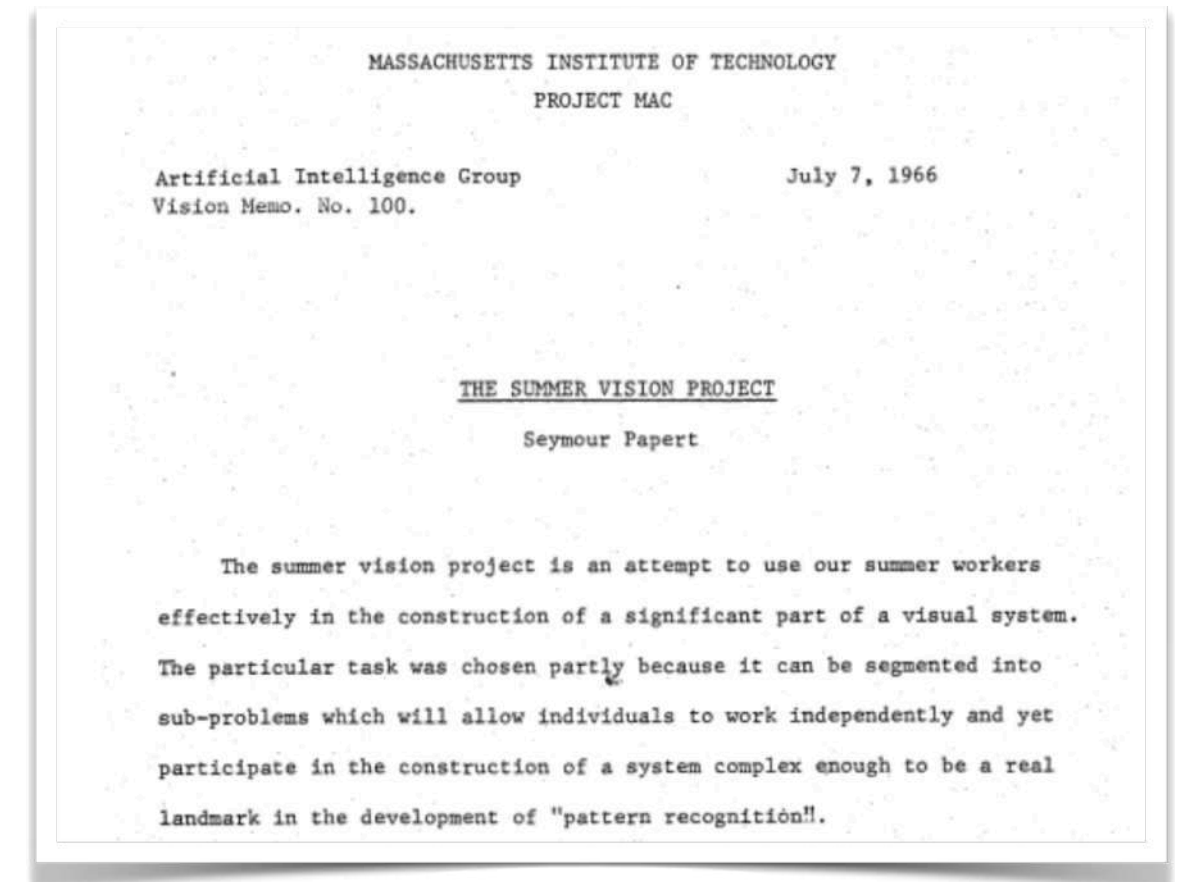 MASSACHUSETTS INSTITUTE OF TECHNOLOGY
PROJECT MAC
Artificial Intelligence Group July 7, 1966
Vision Memo. No. 100.
THE SUMMER VISION PROJECT
Seymour Papert
The summer vision project is an attempt to use our summer workers
effectively in the construction of a significant part of a visual system.
The particular task was chosen partly because it can be segmented into
sub-problems which will allow individuals to work independently and yet
participate in the construction of a system complex enough to be a real
landmark in the development of "pattern recognition".